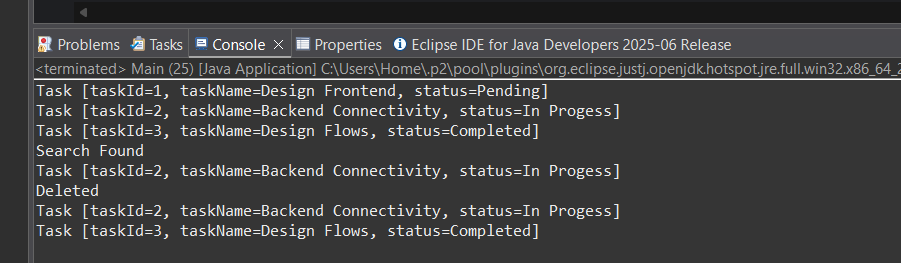 Problems Tasks Console Properties Eclipse IDE for Java Developers 2025-06 Release
<terminated> Main (25) [Java Application] C:\Users\Home\.p2\pool\plugins\org.eclipse.justj.openjdk.hotspot.jre.full.win32.x86_64_2
Task [taskId=1, taskName=Design Frontend, status=Pending]
Task [taskId=2, taskName=Backend Connectivity, status=In Progess]
Task [taskId=3, taskName=Design Flows, status=Completed]
Search Found
Task [taskId=2, taskName=Backend Connectivity, status=In Progess]
Deleted
Task [taskId=2, taskName=Backend Connectivity, status=In Progess]
Task [taskId=3, taskName=Design Flows, status=Completed]